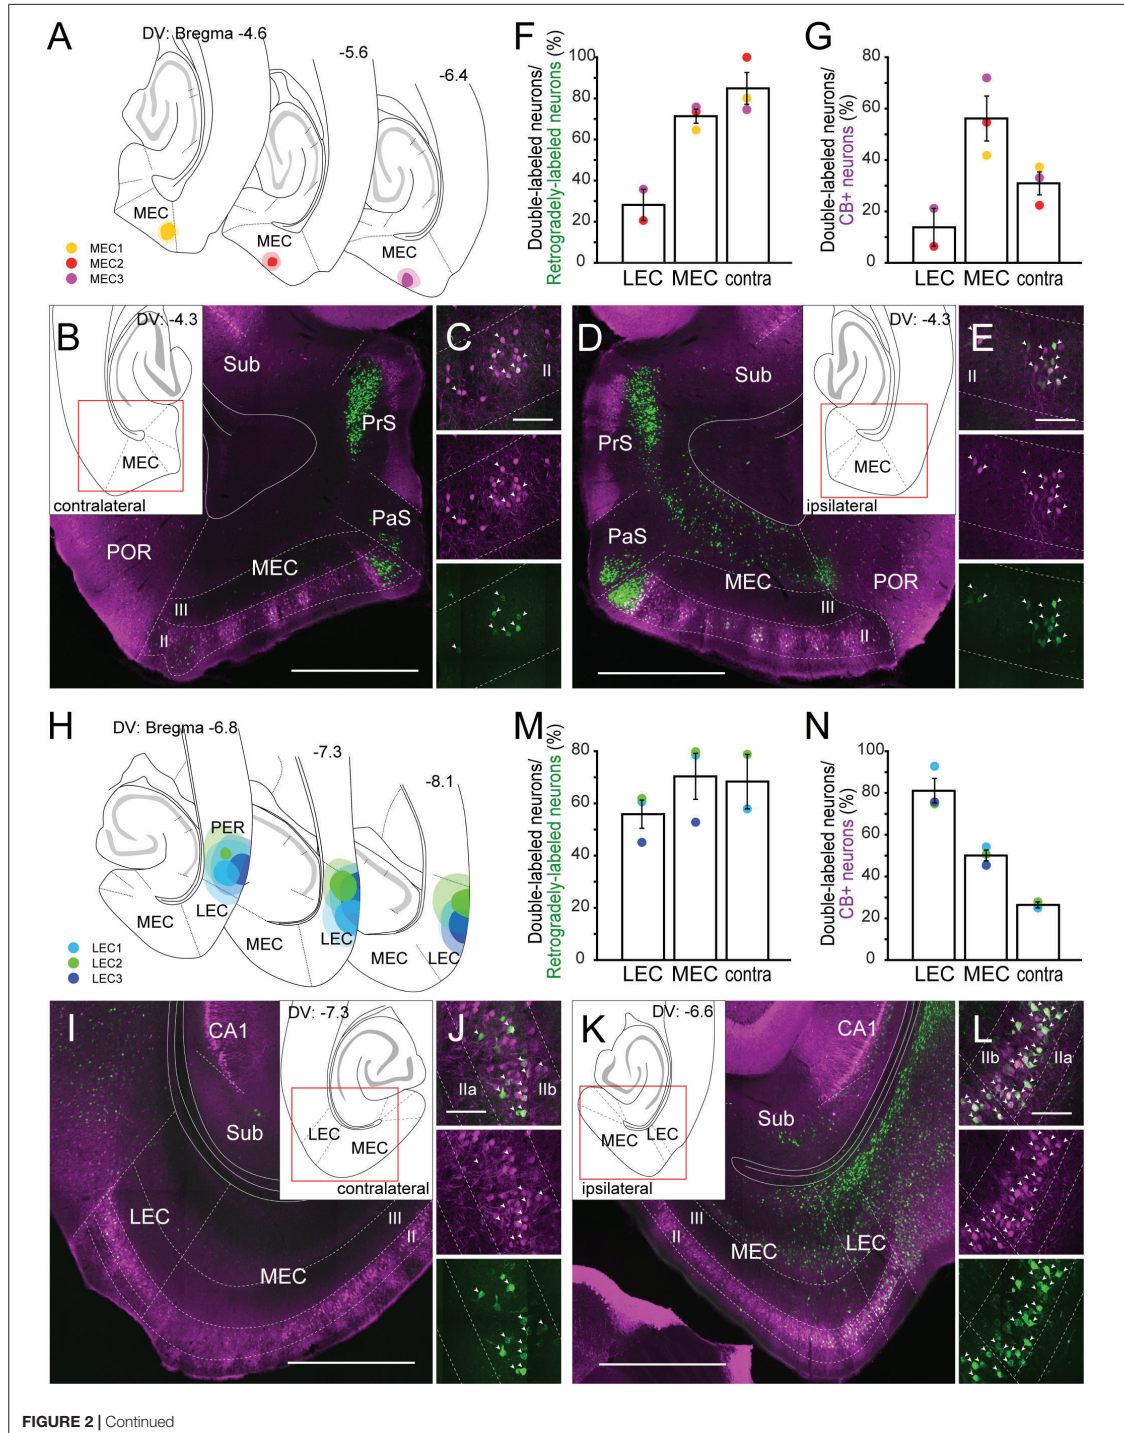 A
DV: Bregma -4.6
-5.6
-6.4
MEC
MEC
MEC
MEC1
MEC2
MEC3
F
Double-labeled neurons/
Retrogradely-labeled neurons (%)
100
80
60
40
20
0
LEC MEC contra
G
Double-labeled neurons/
CB+ neurons (%)
80
60
40
20
0
LEC MEC contra
B
DV: -4.3
MEC
contralateral
Sub
PrS
PaS
POR
MEC
III
II
C
II
D
Sub
PrS
PaS
MEC
POR
III
II
DV: -4.3
MEC
ipsilateral
E
II
H
DV: Bregma -6.8
-7.3
-8.1
PER
MEC
LEC
MEC
LEC
MEC
LEC
LEC1
LEC2
LEC3
M
Double-labeled neurons/
Retrogradely-labeled neurons (%)
80
60
40
20
0
LEC MEC contra
N
Double-labeled neurons/
CB+ neurons (%)
100
80
60
40
20
0
LEC MEC contra
I
CA1
Sub
LEC
MEC
III
II
DV: -7.3
LEC
MEC
contralateral
J
IIa
IIb
K
DV: -6.6
MEC
LEC
ipsilateral
CA1
Sub
III
II
MEC
LEC
L
IIb
IIa
FIGURE 2 | Continued